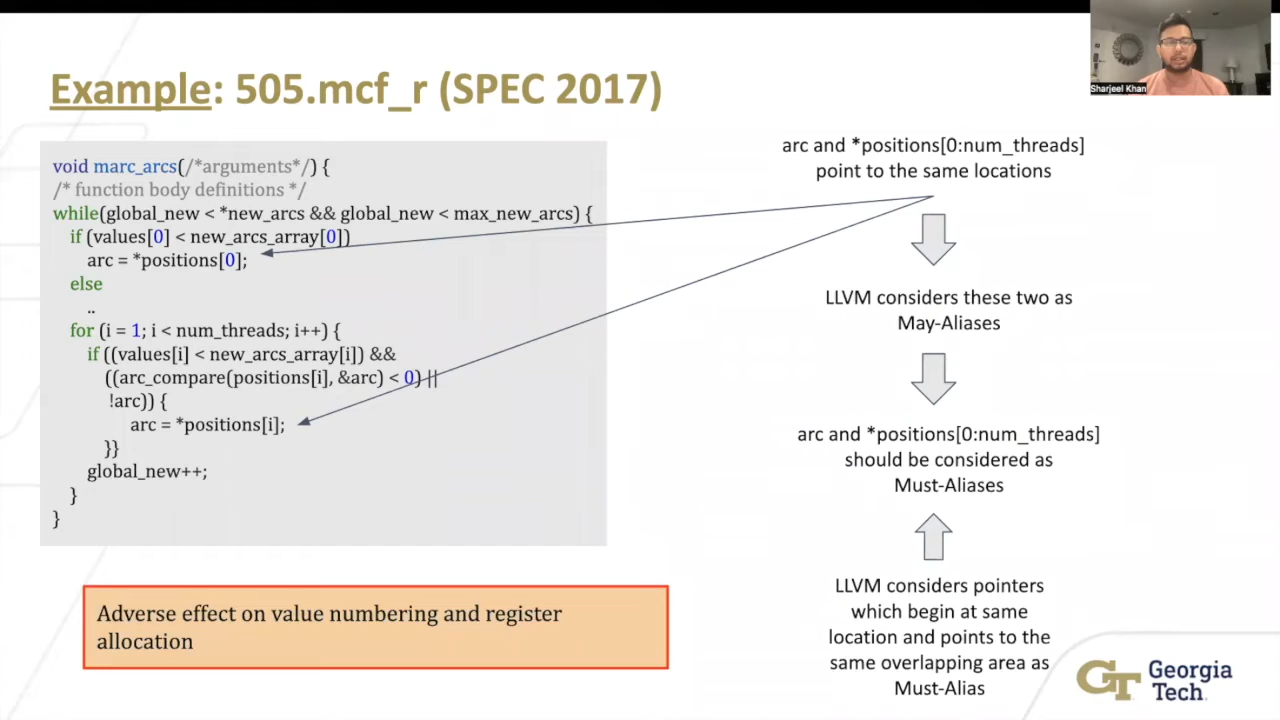 Sharjeel Khan
Example: 505.mcf_r (SPEC 2017)
void marc_arcs(/*arguments*/) {
/* function body definitions */
while(global_new < *new_arcs && global_new < max_new_arcs) {
if (values[0] < new_arcs_array[0])
arc = *positions[0];
else
..
for (i = 1; i < num_threads; i++) {
if ((values[i] < new_arcs_array[i]) &&
((arc_compare(positions[i], &arc) < 0) ||
!arc)) {
arc = *positions[i];
}}
global_new++;
}
}
Adverse effect on value numbering and register
allocation
arc and *positions[0:num_threads]
point to the same locations
LLVM considers these two as
May-Aliases
arc and *positions[0:num_threads]
should be considered as
Must-Aliases
LLVM considers pointers
which begin at same
location and points to the
same overlapping area as
Must-Alias
GT Georgia
Tech